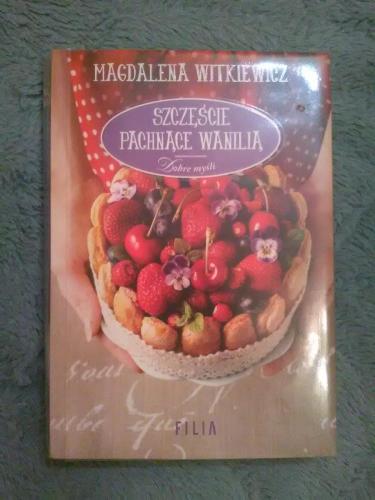 MAGDALENA WITKIEWICZ
SZCZĘŚCIE
PACHNĄCE WANILIĄ
Dobre myśli
FILIA